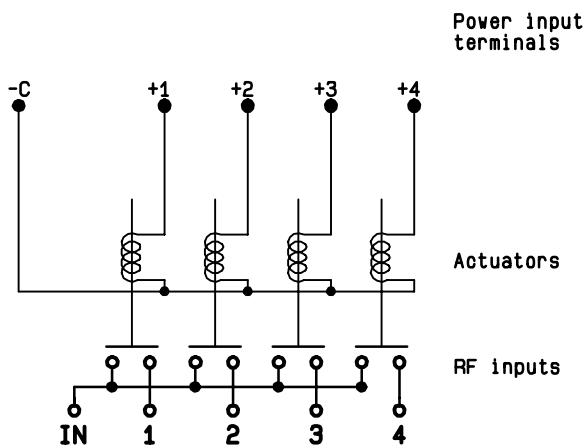 Power input
terminals
-C +1 +2 +3 +4
Actuators
RF inputs
IN 1 2 3 4